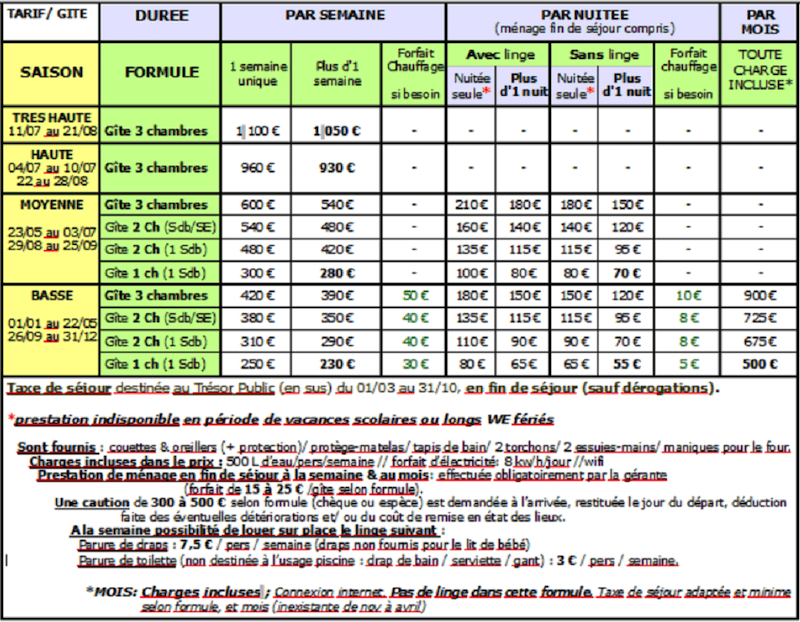 TARIF/ GITE DUREE PAR SEMAINE PAR NUITEE PAR
(ménage fin de séjour compris) MOIS
SAISON FORMULE 1 semaine unique Plus d'1 semaine Forfait Chauffage si besoin Avec linge Sans linge Forfait chauffage si besoin TOUTE CHARGE INCLUSE*
Nuitée seule* Plus d'1 nuit Nuitée seule* Plus d'1 nuit
TRES HAUTE
11/07 au 21/08 Gîte 3 chambres 1 100 € 1 050 € - - - - - - -
HAUTE
04/07 au 10/07 Gîte 3 chambres 960 € 930 € - - - - - - -
22 au 28/08
MOYENNE Gîte 3 chambres 600 € 540 € - 210 € 180 € 180 € 150 € - -
23/05 au 03/07 Gîte 2 Ch (Sdb/SE) 540 € 480 € - 160 € 140 € 140 € 120 € - -
29/08 au 25/09 Gîte 2 Ch (1 Sdb) 480 € 420 € - 135 € 115 € 115 € 95 € - -
Gîte 1 ch (1 Sdb) 300 € 280 € - 100 € 80 € 80 € 70 € - -
BASSE Gîte 3 chambres 420 € 390 € 50 € 180 € 150 € 150 € 120 € 10 € 900 €
01/01 au 22/05 Gîte 2 Ch (Sdb/SE) 380 € 350 € 40 € 135 € 115 € 115 € 95 € 8 € 725 €
26/09 au 31/12 Gîte 2 Ch (1 Sdb) 310 € 290 € 40 € 110 € 90 € 90 € 70 € 8 € 675 €
Gîte 1 ch (1 Sdb) 250 € 230 € 30 € 80 € 65 € 65 € 55 € 5 € 500 €
Taxe de séjour destinée au Trésor Public (en sus) du 01/03 au 31/10, en fin de séjour (sauf dérogations).
*prestation indisponible en période de vacances scolaires ou longs WE fériés
Sont fournis : couettes & oreillers (+ protection)/ protège-matelas/ tapis de bain/ 2 torchons/ 2 essuies-mains/ maniques pour le four.
Charges incluses dans le prix : 500 L d'eau/pers/semaine // forfait d'électricité: 8 kw/h/jour //wifi
Prestation de ménage en fin de séjour à la semaine & au mois: effectuée obligatoirement par la gérante
(forfait de 15 à 25 € /gîte selon formule).
Une caution de 300 à 500 € selon formule (chèque ou espèce) est demandée à l'arrivée, restituée le jour du départ, déduction
faite des éventuelles détériorations et/ ou du coût de remise en état des lieux.
A la semaine possibilité de louer sur place le linge suivant :
Parure de draps : 7,5 € / pers / semaine (draps non fournis pour le lit de bébé)
Parure de toilette (non destinée à l'usage piscine : drap de bain / serviette / gant) : 3 € / pers / semaine.
*MOIS: Charges incluses ; Connexion internet. Pas de linge dans cette formule. Taxe de séjour adaptée et minime
selon formule, et mois (inexistante de nov à avril)